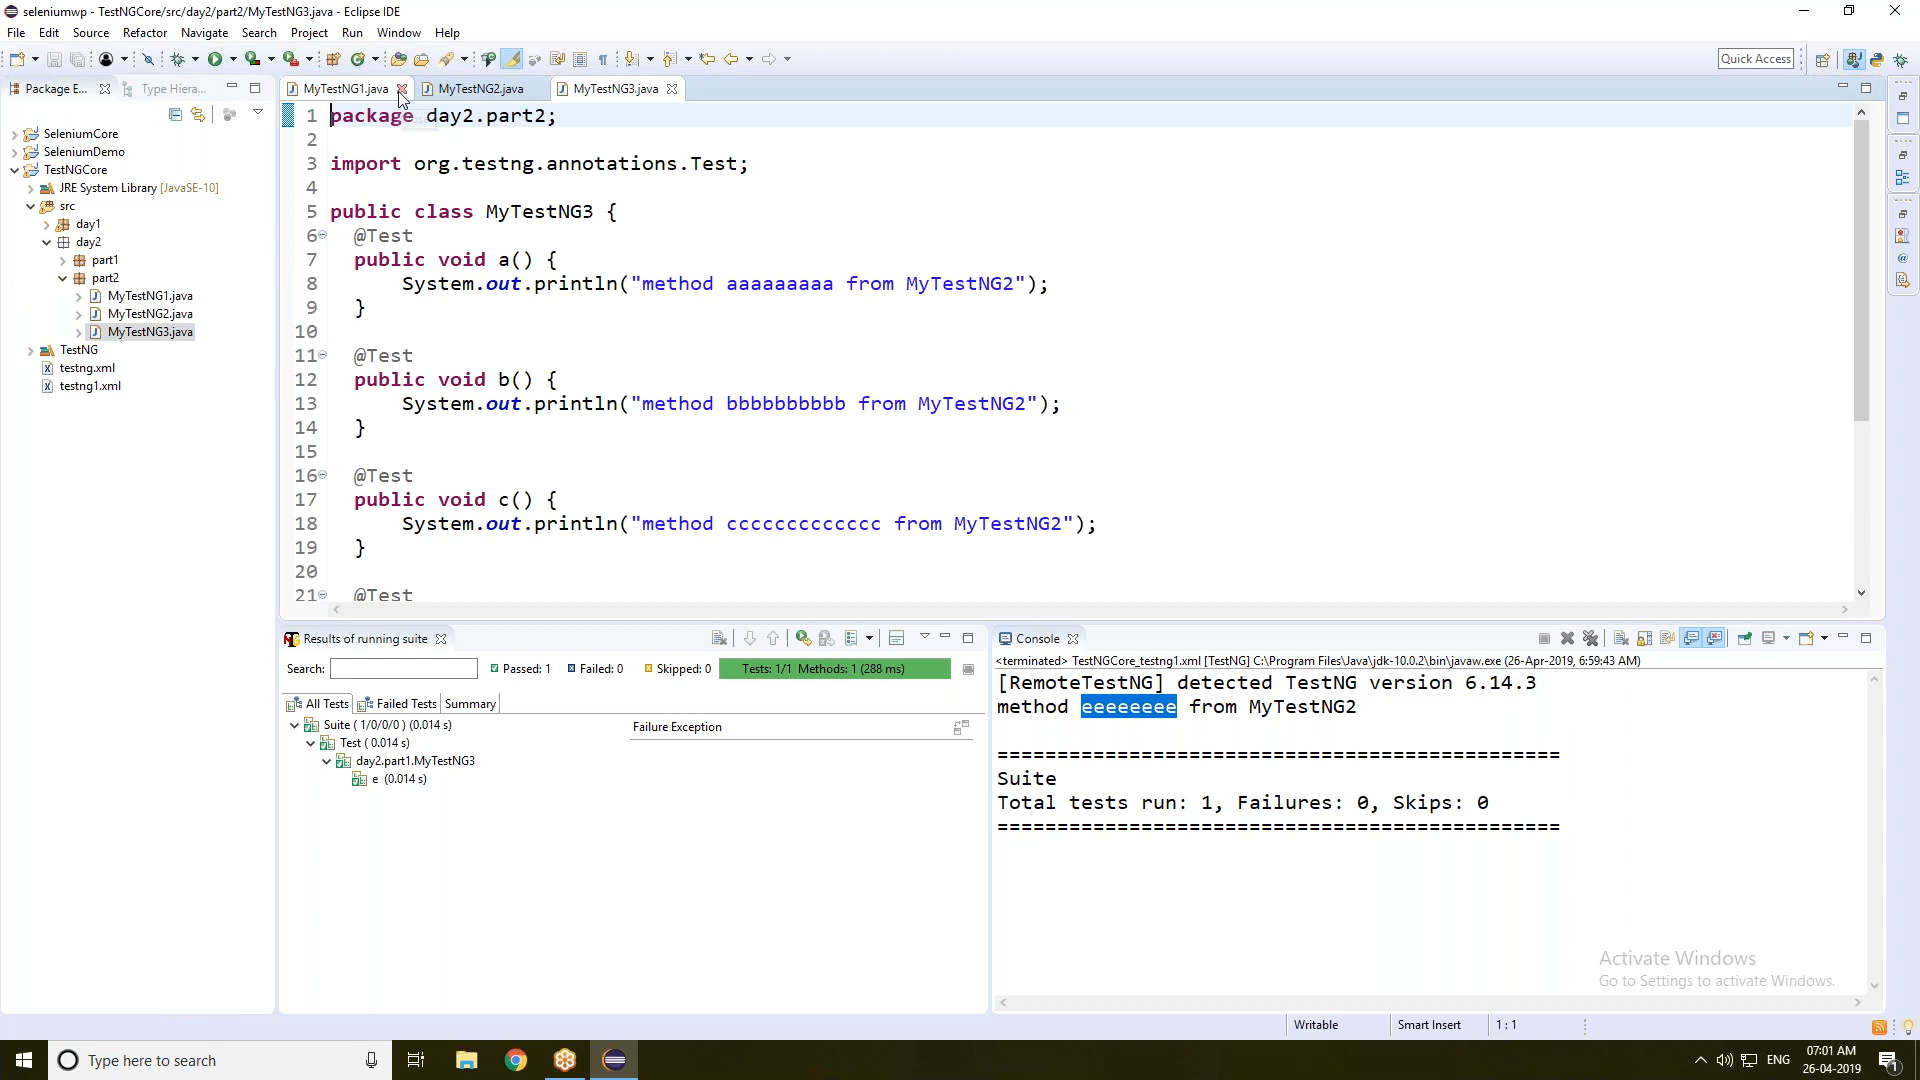 seleniumwp - TestNGCore/src/day2/part2/MyTestNG3.java - Eclipse IDE
File Edit Source Refactor Navigate Search Project Run Window Help
Quick Access
Package E... Type Hiera...
MyTestNG1.java MyTestNG2.java MyTestNG3.java
SeleniumCore
SeleniumDemo
TestNGCore
JRE System Library [JavaSE-10]
src
day1
day2
part1
part2
MyTestNG1.java
MyTestNG2.java
MyTestNG3.java
TestNG
testng.xml
testng1.xml
1 package day2.part2;
2
3 import org.testng.annotations.Test;
4
5 public class MyTestNG3 {
6 @Test
7 public void a() {
8 System.out.println("method aaaaaaaaa from MyTestNG2");
9 }
10
11 @Test
12 public void b() {
13 System.out.println("method bbbbbbbbbb from MyTestNG2");
14 }
15
16 @Test
17 public void c() {
18 System.out.println("method ccccccccccccc from MyTestNG2");
19 }
20
21 @Test
Results of running suite
Search: Passed: 1 Failed: 0 Skipped: 0 Tests: 1/1 Methods: 1 (288 ms)
All Tests Failed Tests Summary
Suite ( 1/0/0/0 ) (0.014 s)
Test ( 0.014 s)
day2.part1.MyTestNG3
e (0.014 s)
Failure Exception
Console
<terminated> TestNGCore_testng1.xml [TestNG] C:\Program Files\Java\jdk-10.0.2\bin\javaw.exe (26-Apr-2019, 6:59:43 AM)
[RemoteTestNG] detected TestNG version 6.14.3
method eeeeeeee from MyTestNG2
===============================================
Suite
Total tests run: 1, Failures: 0, Skips: 0
===============================================
Activate Windows
Go to Settings to activate Windows.
Writable Smart Insert 1 : 1
Type here to search
ENG
07:01 AM
26-04-2019
1